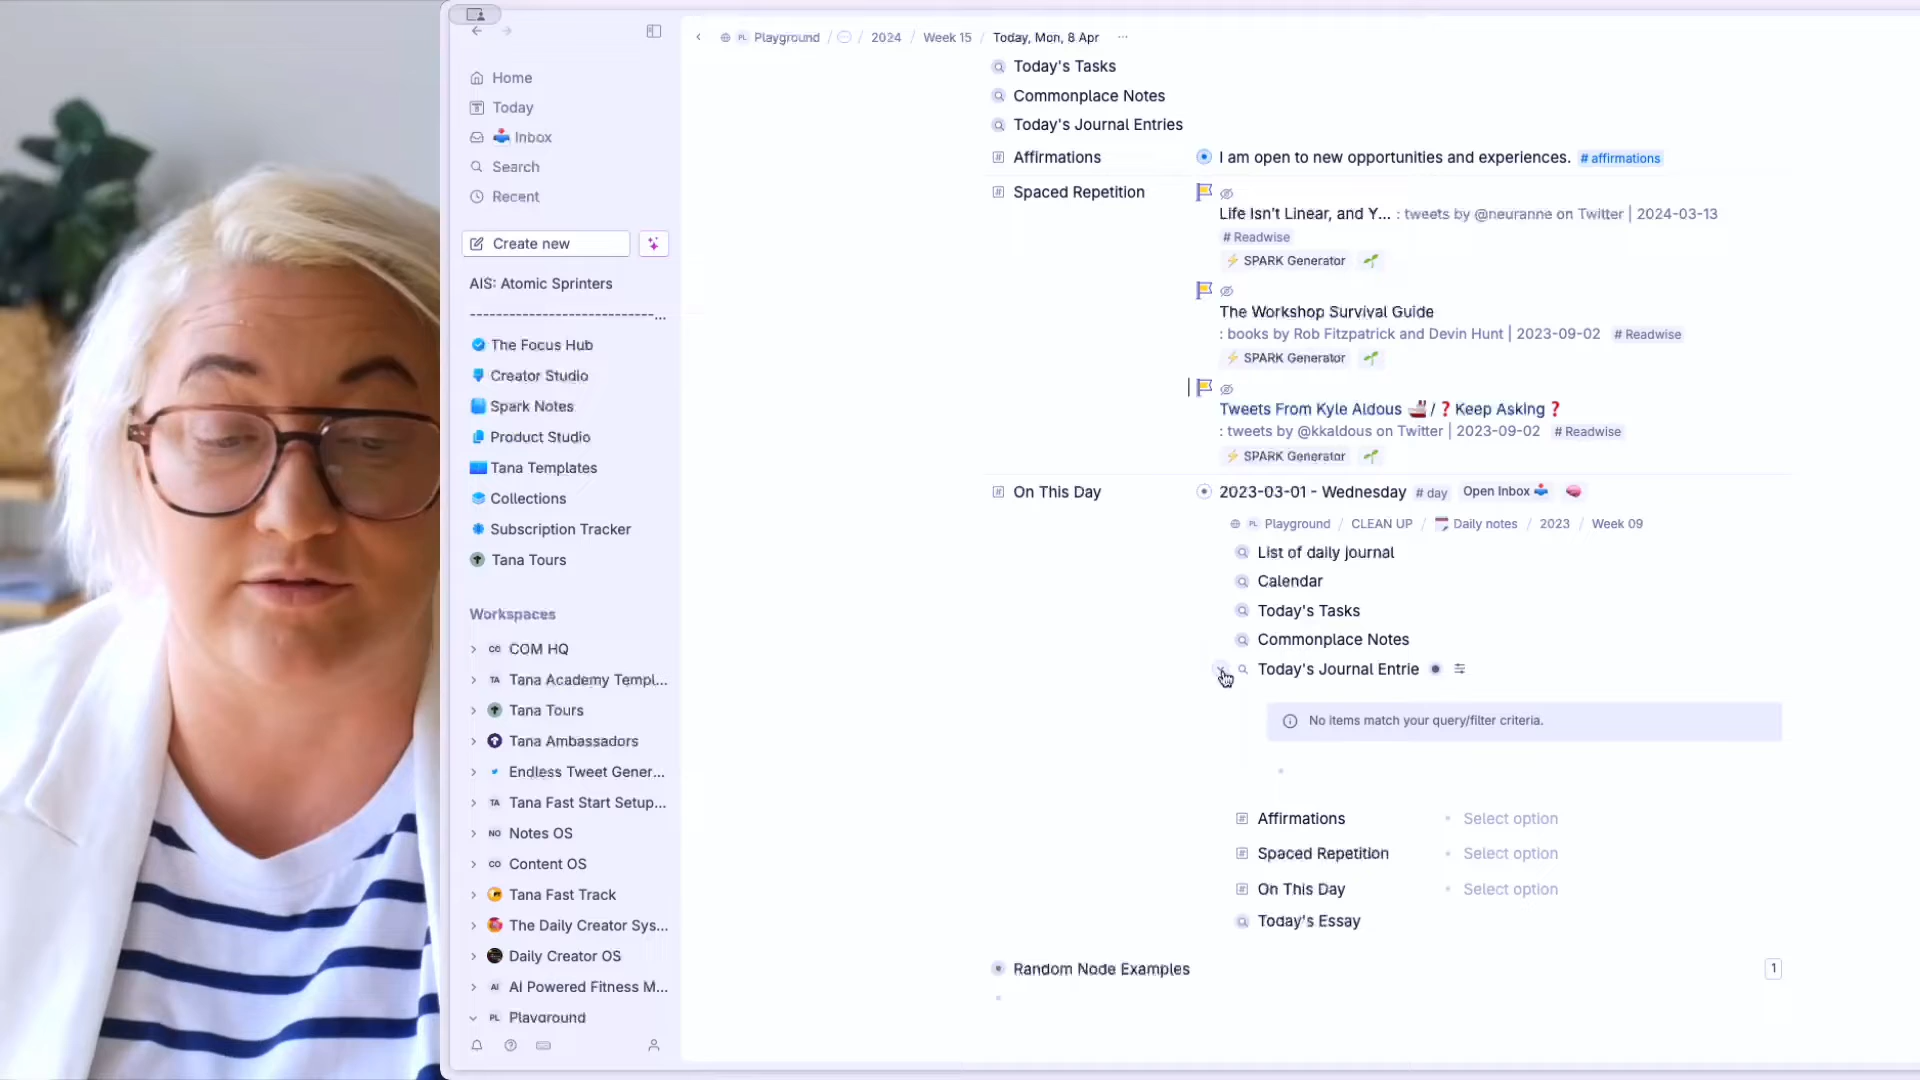 Home
Today
Inbox
Search
Recent
Create new
AIS: Atomic Sprinters
----------------------------...
The Focus Hub
Creator Studio
Spark Notes
Product Studio
Tana Templates
Collections
Subscription Tracker
Tana Tours
Workspaces
CO COM HQ
TA Tana Academy Templ...
Tana Tours
Tana Ambassadors
Endless Tweet Gener...
TA Tana Fast Start Setup...
NO Notes OS
CO Content OS
Tana Fast Track
The Daily Creator Sys...
Daily Creator OS
AI AI Powered Fitness M...
PL Playground
PL Playground / 2024 / Week 15 / Today, Mon, 8 Apr ...
Today's Tasks
Commonplace Notes
Today's Journal Entries
Affirmations
I am open to new opportunities and experiences. # affirmations
Spaced Repetition
Life Isn't Linear, and Y... : tweets by @neuranne on Twitter | 2024-03-13
# Readwise
⚡ SPARK Generator 🌱
The Workshop Survival Guide
: books by Rob Fitzpatrick and Devin Hunt | 2023-09-02 # Readwise
⚡ SPARK Generator 🌱
Tweets From Kyle Aldous 🚢 / ❓ Keep Asking ❓
: tweets by @kkaldous on Twitter | 2023-09-02 # Readwise
⚡ SPARK Generator 🌱
On This Day
2023-03-01 - Wednesday # day Open Inbox 📥 🧠
PL Playground / CLEAN UP / Daily notes / 2023 / Week 09
List of daily journal
Calendar
Today's Tasks
Commonplace Notes
Today's Journal Entrie
No items match your query/filter criteria.
Affirmations Select option
Spaced Repetition Select option
On This Day Select option
Today's Essay
Random Node Examples 1